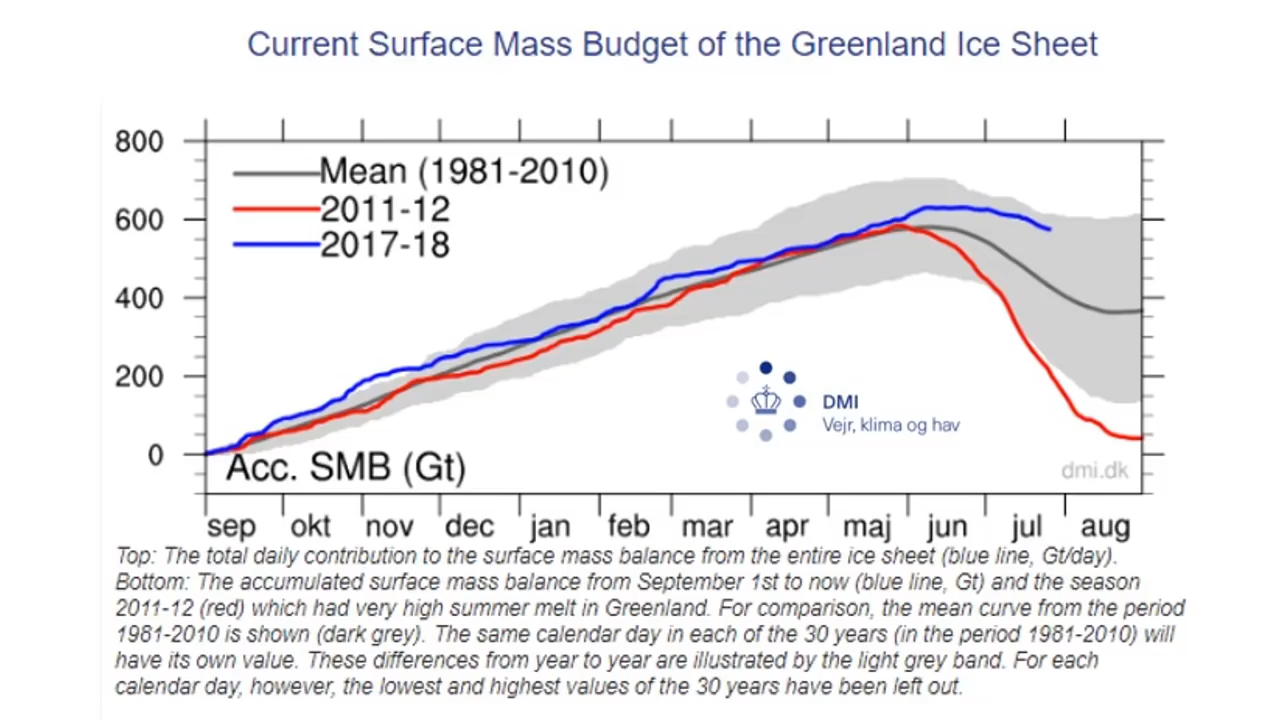 Current Surface Mass Budget of the Greenland Ice Sheet
800
600
400
200
0
Mean (1981-2010)
2011-12
2017-18
DMI
Vejr, klima og hav
Acc. SMB (Gt)
dmi.dk
sep okt nov dec jan feb mar apr maj jun jul aug
Top: The total daily contribution to the surface mass balance from the entire ice sheet (blue line, Gt/day).
Bottom: The accumulated surface mass balance from September 1st to now (blue line, Gt) and the season
2011-12 (red) which had very high summer melt in Greenland. For comparison, the mean curve from the period
1981-2010 is shown (dark grey). The same calendar day in each of the 30 years (in the period 1981-2010) will
have its own value. These differences from year to year are illustrated by the light grey band. For each
calendar day, however, the lowest and highest values of the 30 years have been left out.